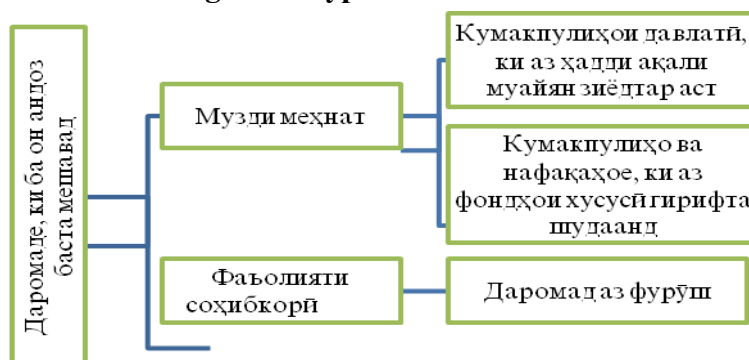 Даромаде, ки ба он андоз
баста мешавад
Музди меҳнат
Кумакпулиҳои давлатӣ,
ки аз ҳадди ақали
муайян зиёдтар аст
Кумакпулиҳо ва
нафақаҳое, ки аз
фондҳои хусусӣ гирифта
шудаанд
Фаъолияти
соҳибкорӣ
Даромад аз фурӯш